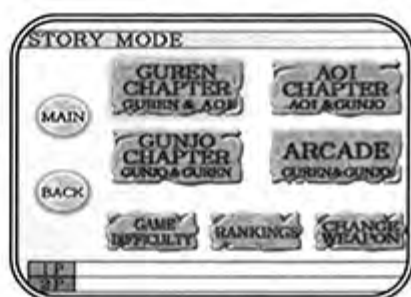 STORY MODE
MAIN
BACK
GUREN
CHAPTER
GUREN & AOI
AOI
CHAPTER
AOI & GUNJO
GUNJO
CHAPTER
GUNJO & GUREN
ARCADE
GUREN & GUNJO
GAME
DIFFICULTY
RANKINGS
CHANGE
WEAPON
1P
2P